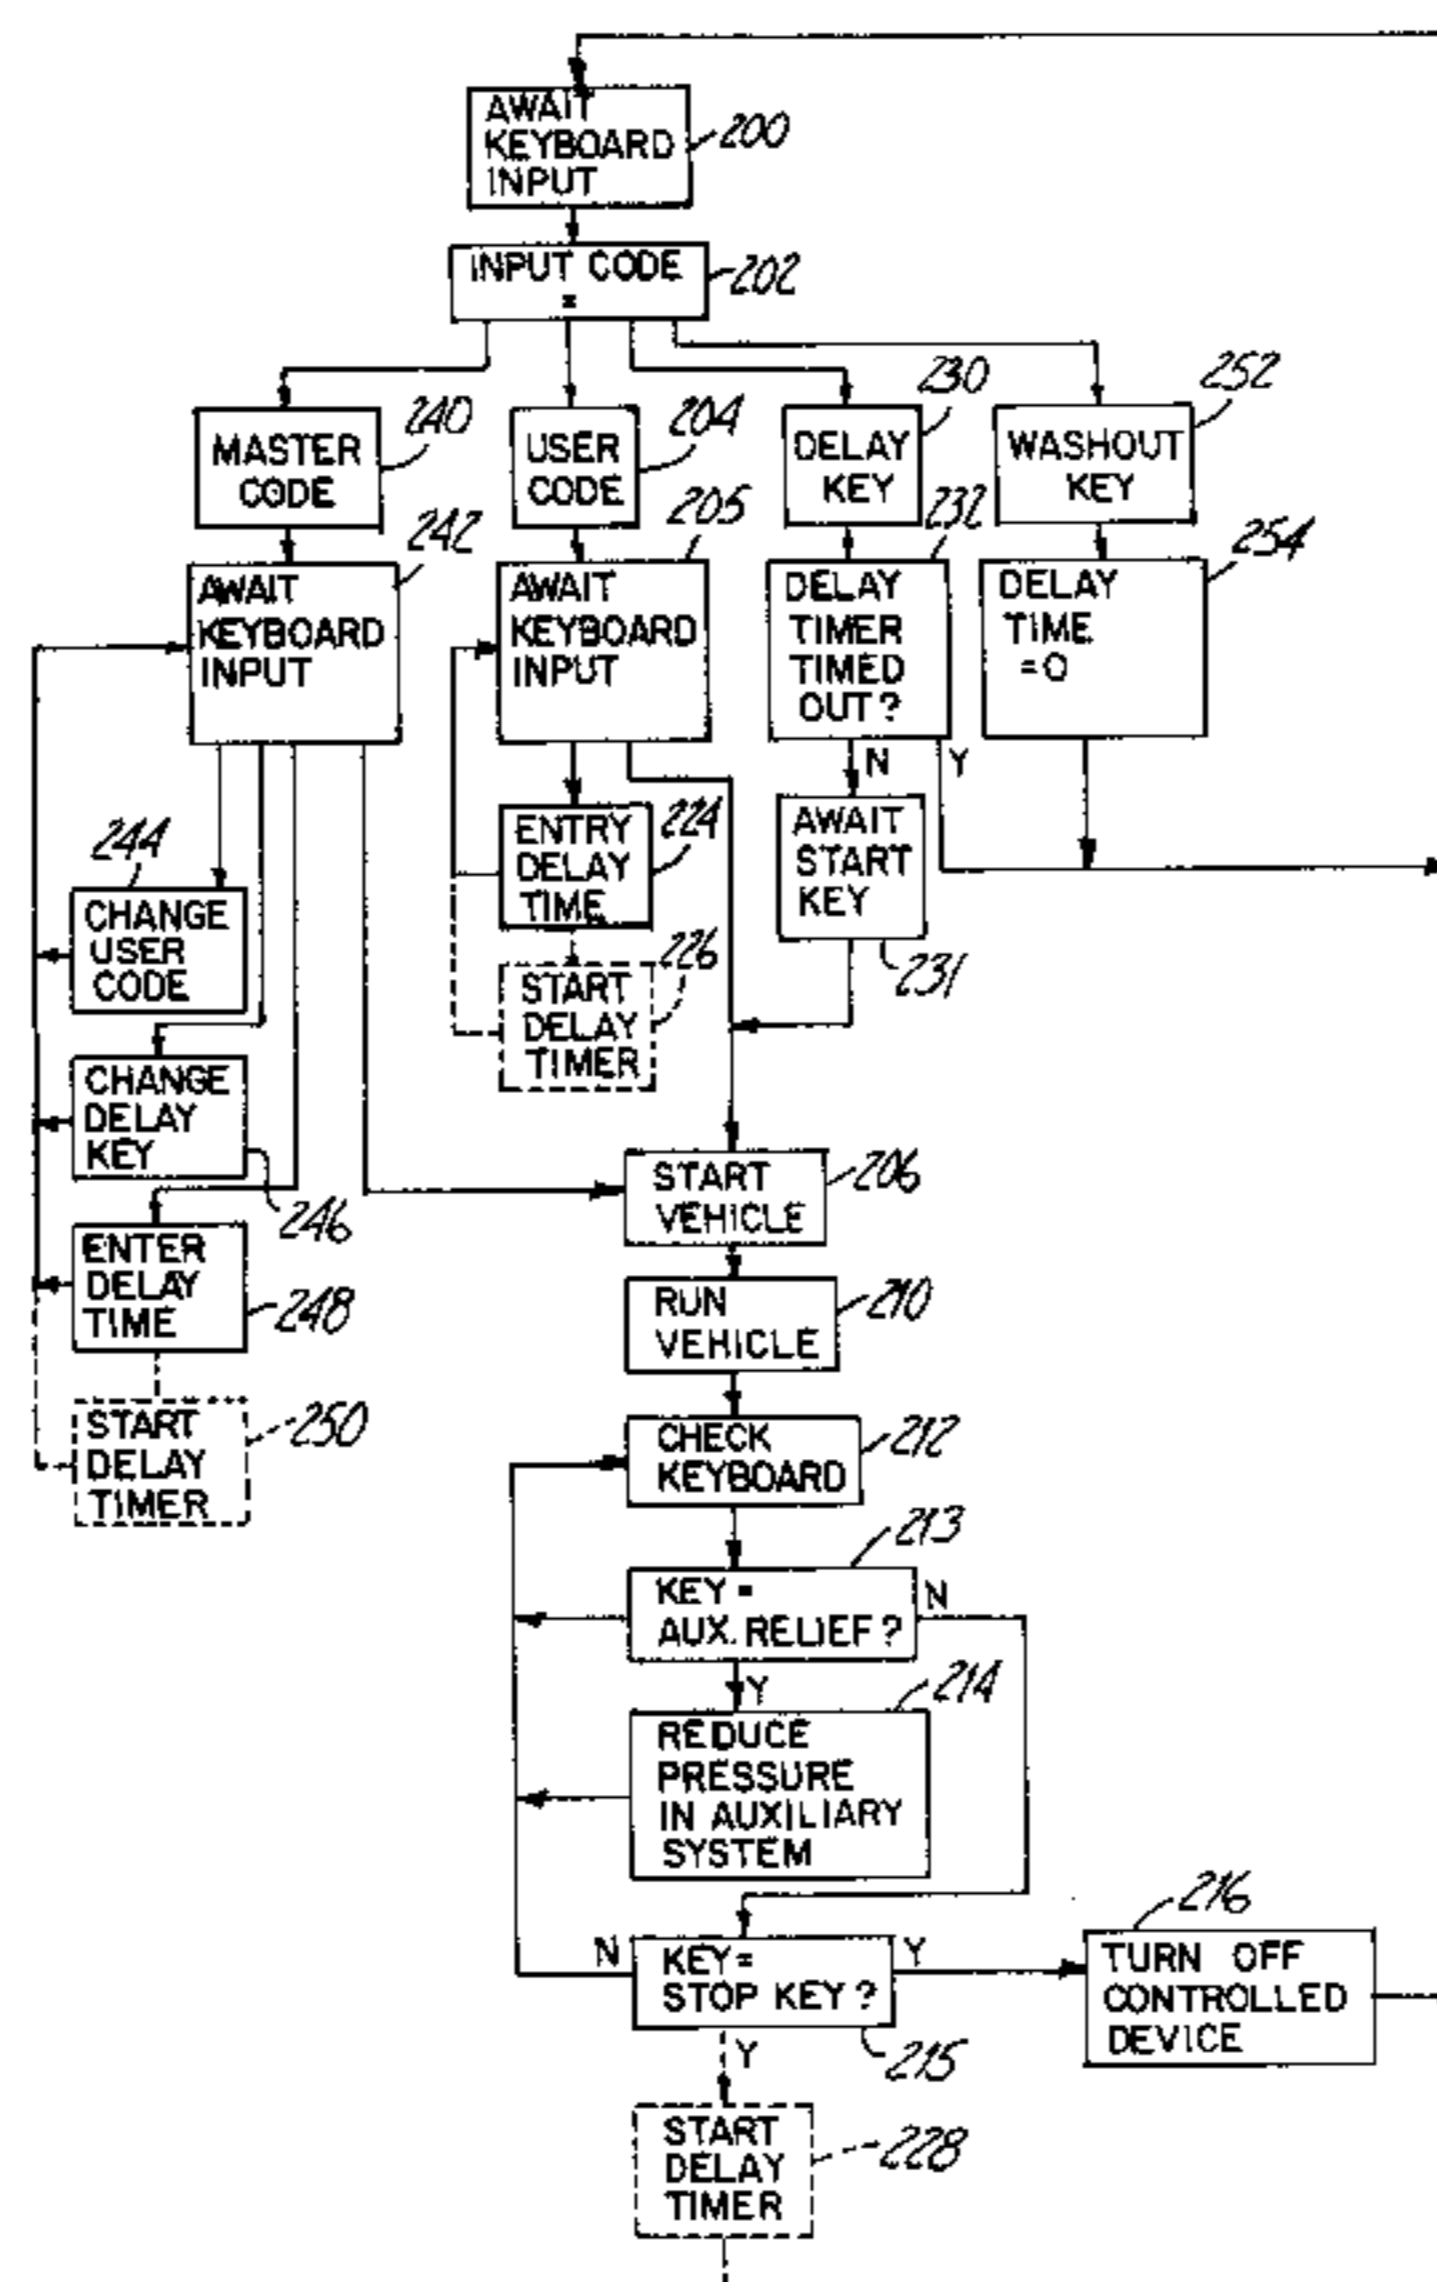 AWAIT
KEYBOARD
INPUT
200
INPUT CODE
=
202
MASTER
CODE
240
USER
CODE
204
DELAY
KEY
230
WASHOUT
KEY
252
AWAIT
KEYBOARD
INPUT
242
AWAIT
KEYBOARD
INPUT
205
DELAY
TIMER
TIMED
OUT?
232
N
Y
DELAY
TIME
=0
254
CHANGE
USER
CODE
244
ENTRY
DELAY
TIME
224
AWAIT
START
KEY
231
START
DELAY
TIMER
226
CHANGE
DELAY
KEY
246
ENTER
DELAY
TIME
248
START
DELAY
TIMER
250
START
VEHICLE
206
RUN
VEHICLE
210
CHECK
KEYBOARD
212
KEY =
AUX. RELIEF?
213
N
Y
REDUCE
PRESSURE
IN AUXILIARY
SYSTEM
214
N
KEY=
STOP KEY?
215
Y
TURN OFF
CONTROLLED
DEVICE
216
Y
START
DELAY
TIMER
228